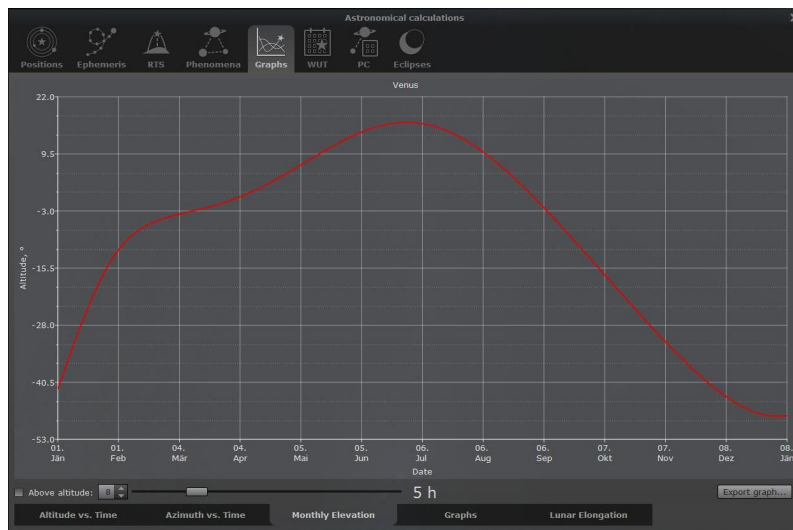 Astronomical calculations
Positions Ephemeris RTS Phenomena Graphs WUT PC Eclipses
Venus
22.0
9.5
-3.0
-15.5
-28.0
-40.5
-53.0
Altitude, °
01. 01. 04. 04. 05. 05. 06. 06. 06. 07. 07. 08. 08.
Jän Feb Mär Apr Mai Jun Jul Aug Sep Okt Nov Dez Jän
Date
Above altitude: 8 5 h Export graph...
Altitude vs. Time Azimuth vs. Time Monthly Elevation Graphs Lunar Elongation